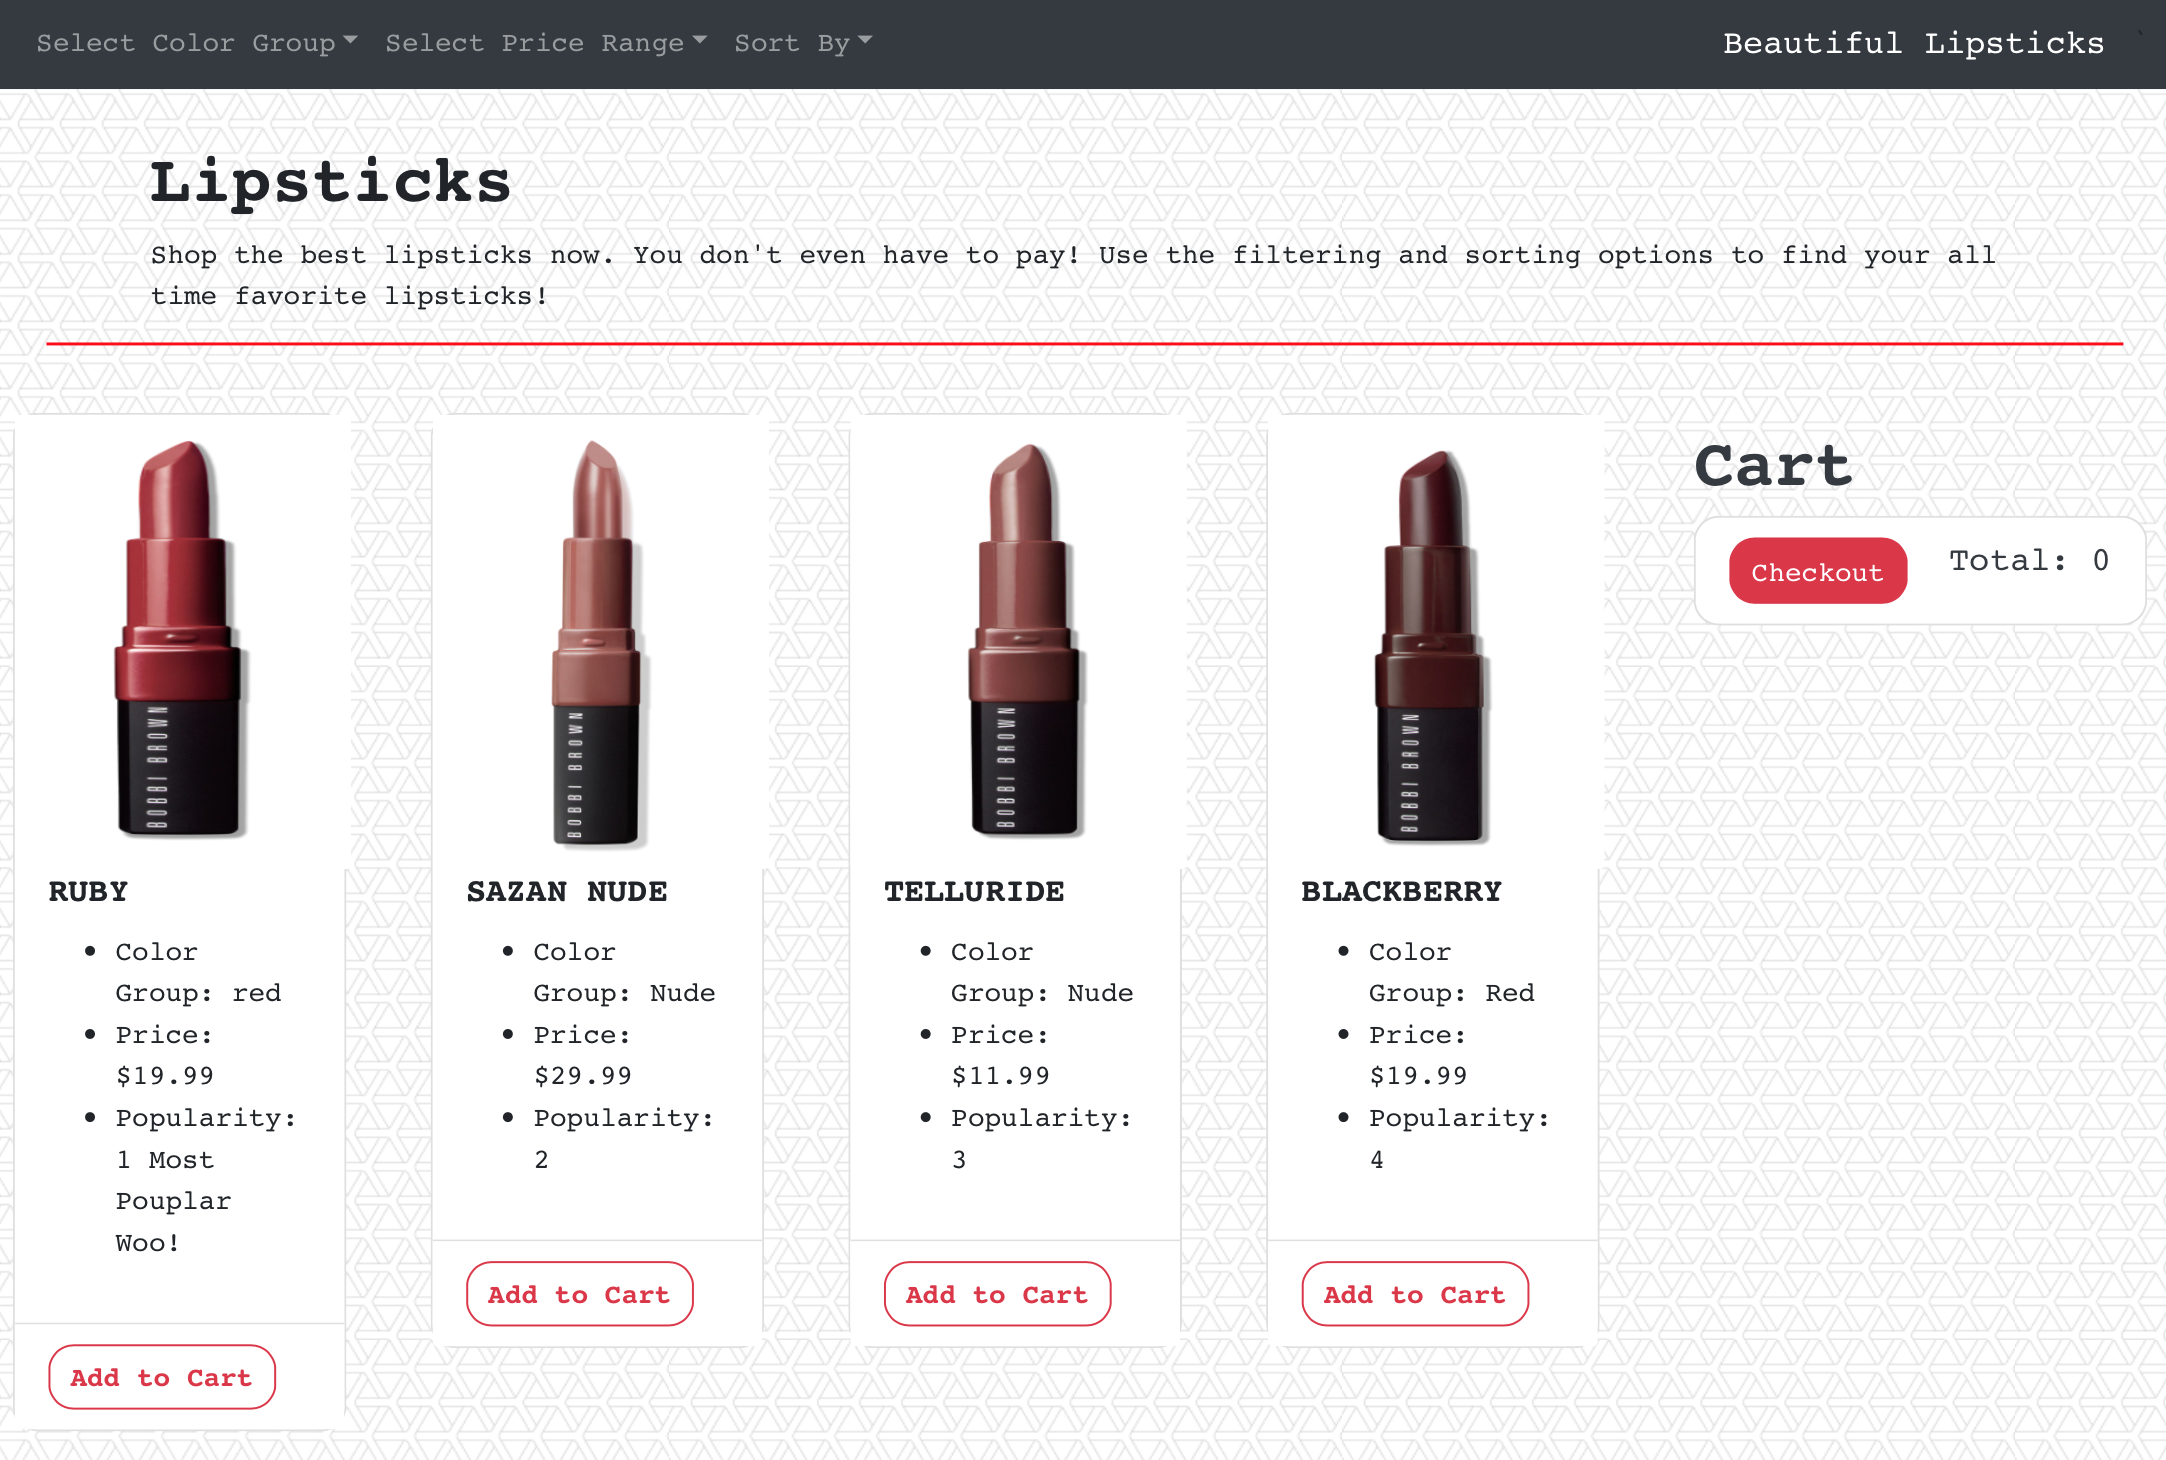 Select Color Group Select Price Range Sort By Beautiful Lipsticks
Lipsticks
Shop the best lipsticks now. You don't even have to pay! Use the filtering and sorting options to find your all
time favorite lipsticks!
BOBBI BROWN
RUBY
Color
Group: red
Price:
$19.99
Popularity:
1 Most
Pouplar
Woo!
Add to Cart
BOBBI BROWN
SAZAN NUDE
Color
Group: Nude
Price:
$29.99
Popularity:
2
Add to Cart
BOBBI BROWN
TELLURIDE
Color
Group: Nude
Price:
$11.99
Popularity:
3
Add to Cart
BOBBI BROWN
BLACKBERRY
Color
Group: Red
Price:
$19.99
Popularity:
4
Add to Cart
Cart
Checkout Total: 0